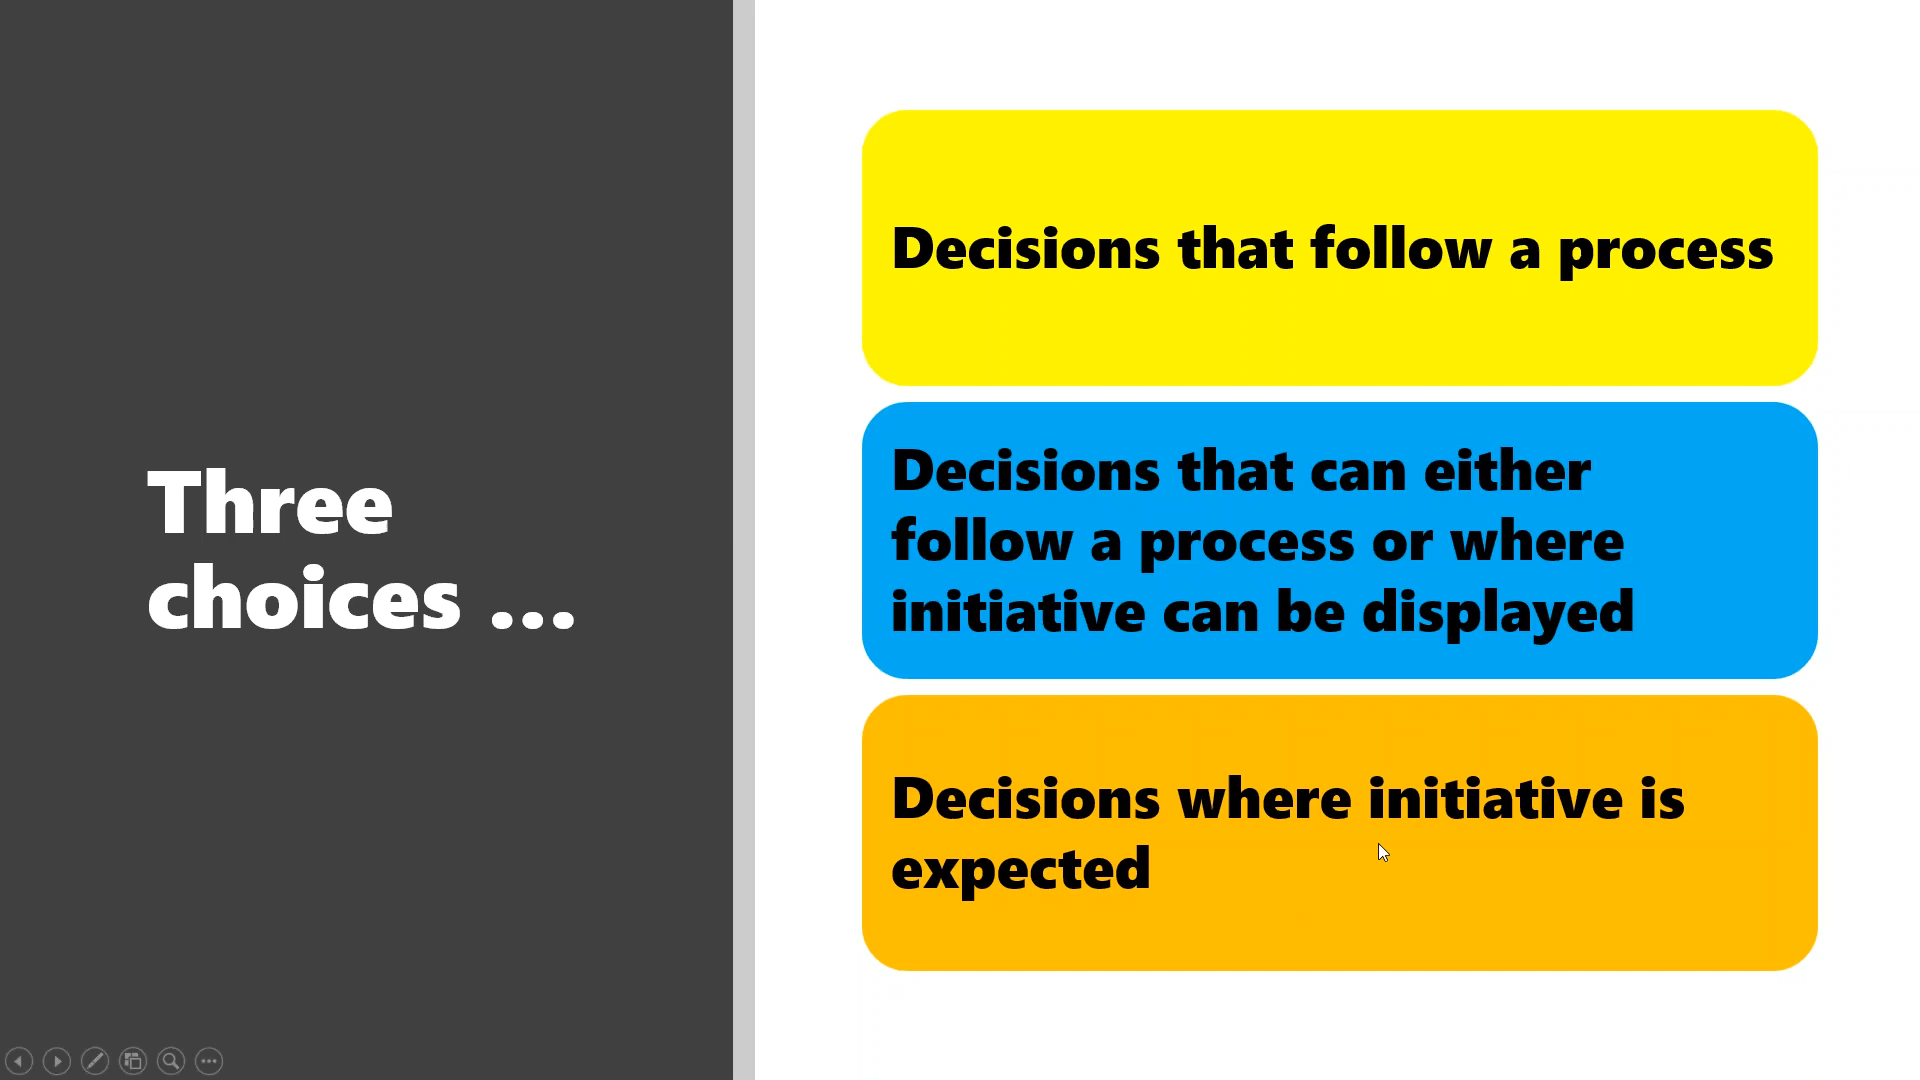 Three
choices ...
Decisions that follow a process
Decisions that can either
follow a process or where
initiative can be displayed
Decisions where initiative is
expected